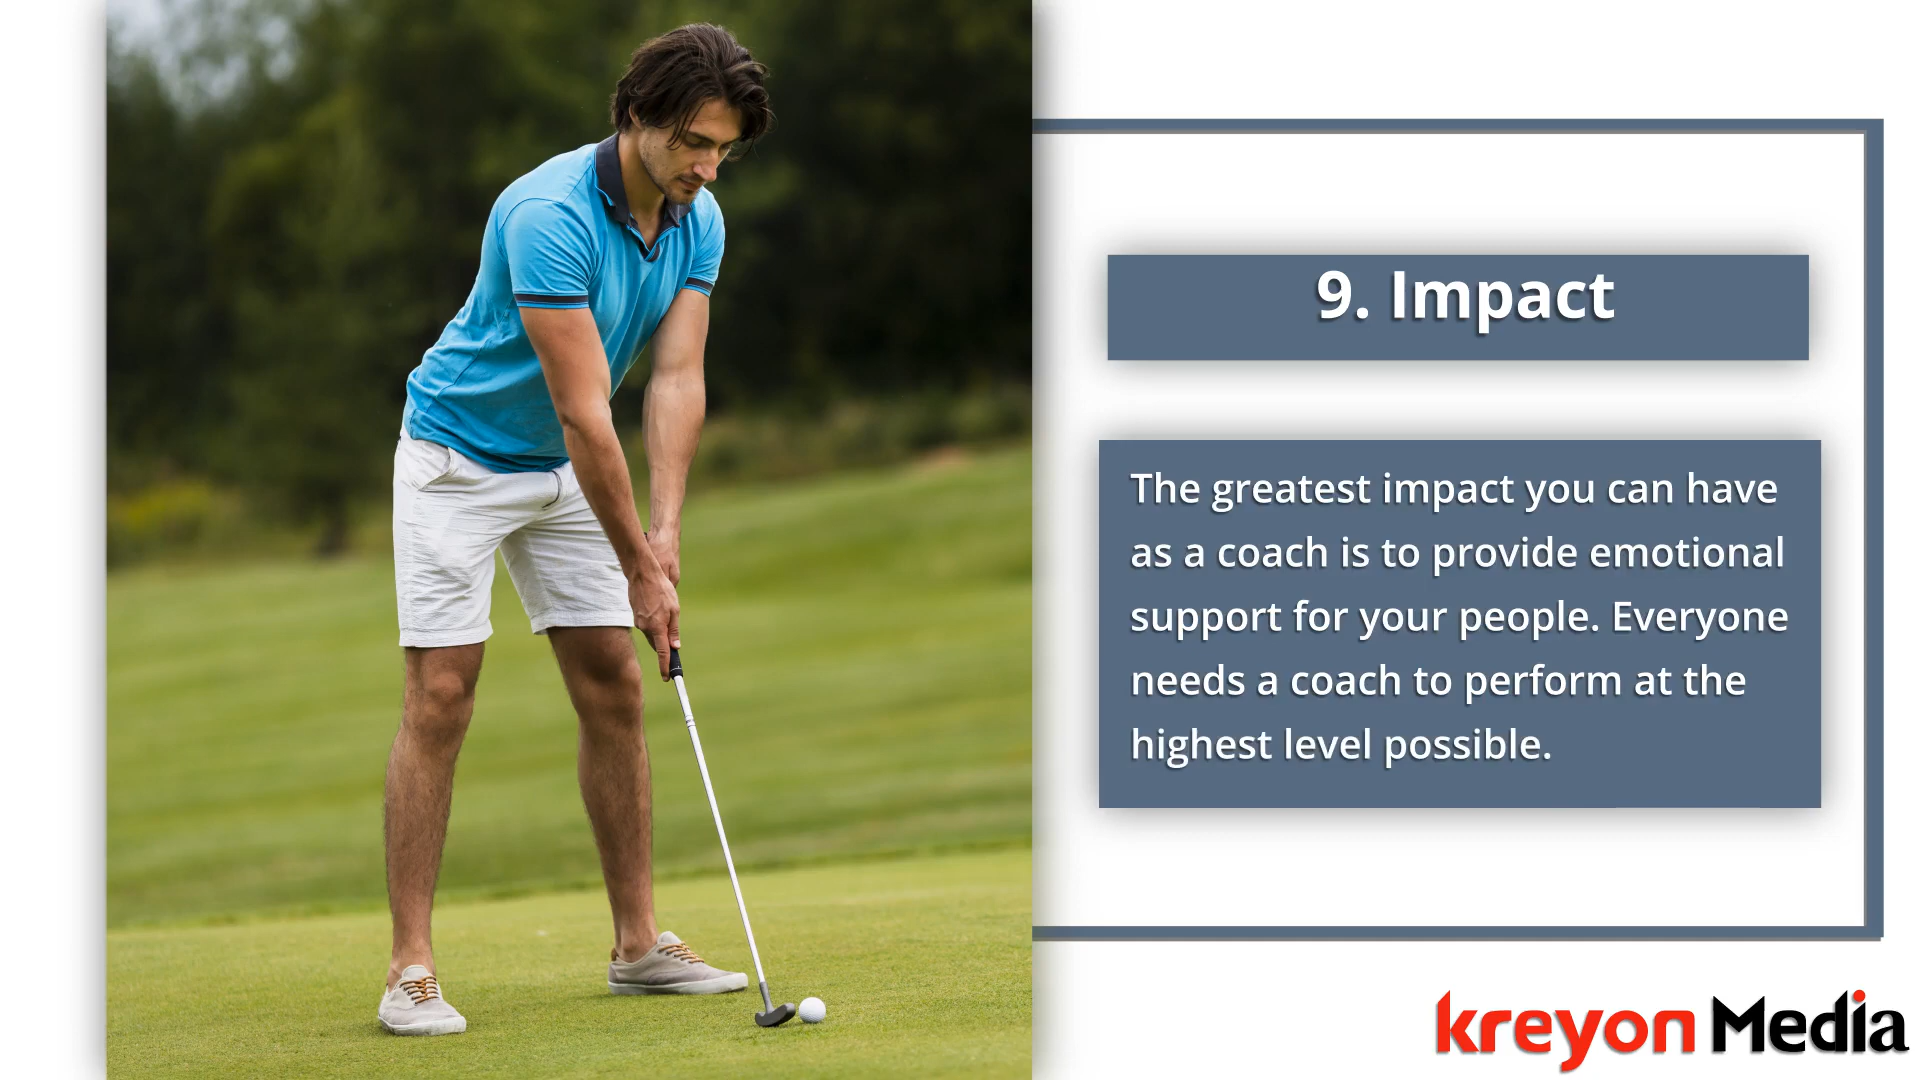 9. Impact
The greatest impact you can have
as a coach is to provide emotional
support for your people. Everyone
needs a coach to perform at the
highest level possible.
kreyon Media